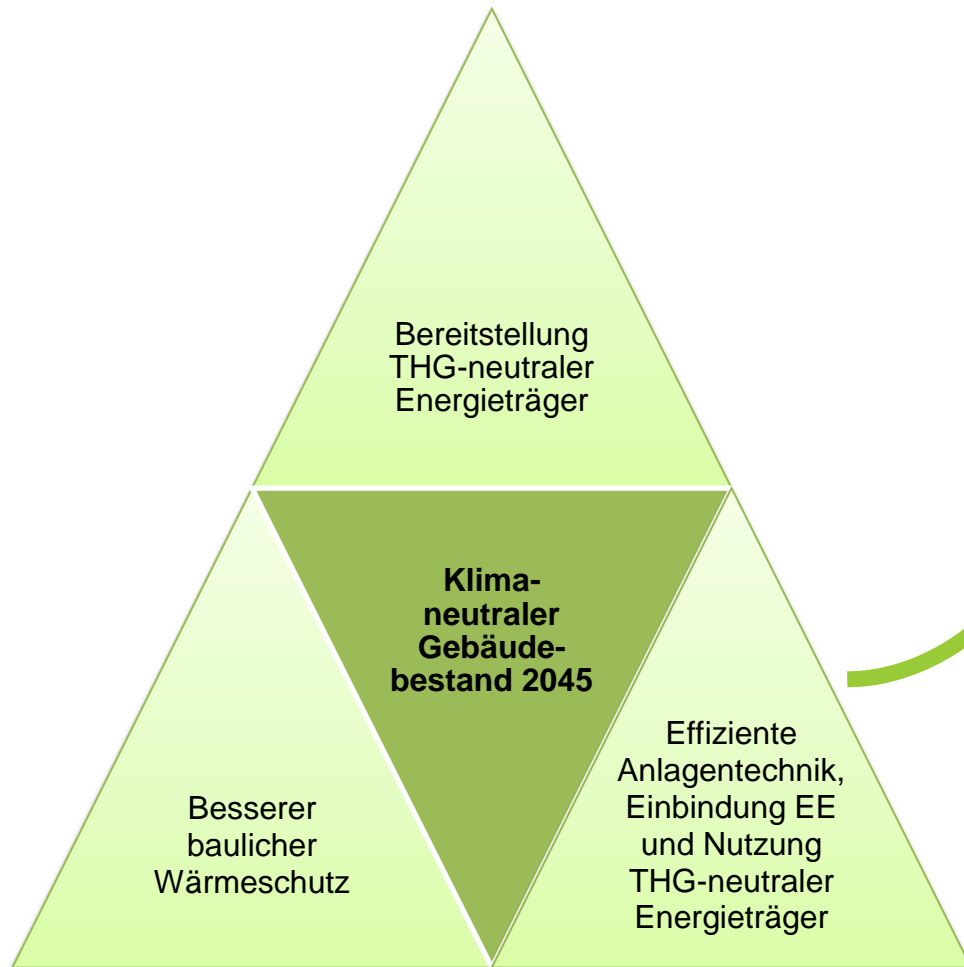 Bereitstellung
THG-neutraler
Energieträger
Klima-
neutraler
Gebäude-
bestand 2045
Besserer
baulicher
Wärmeschutz
Effiziente
Anlagentechnik,
Einbindung EE
und Nutzung
THG-neutraler
Energieträger